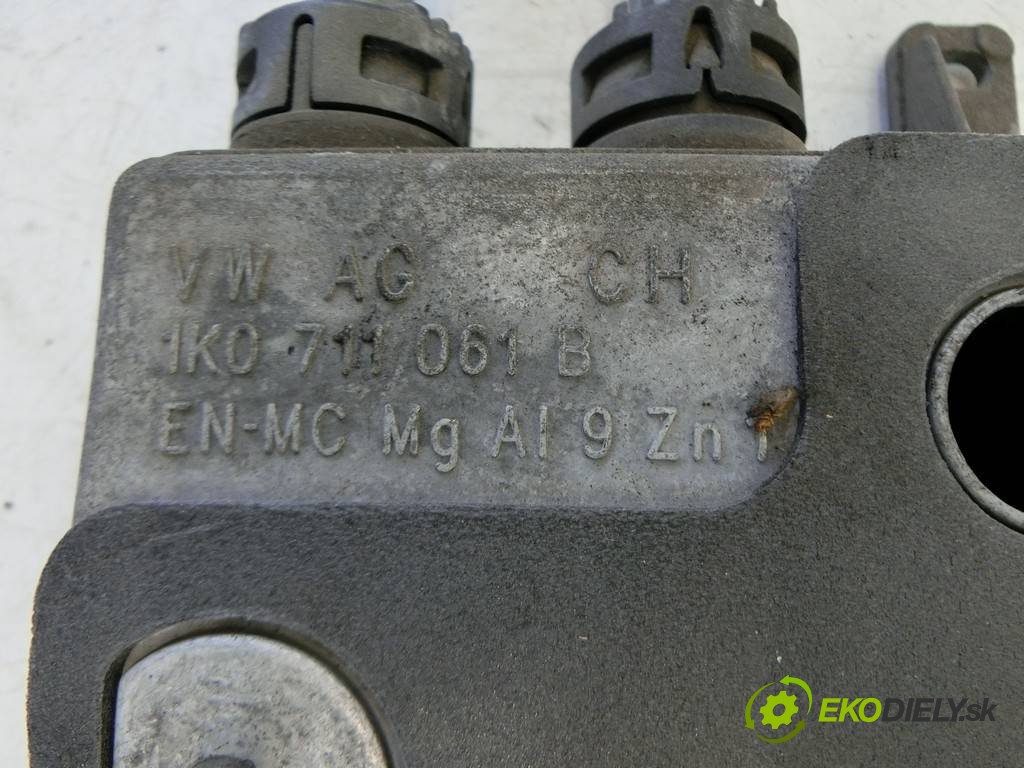 VW AG CH
1K0 711 061 B
EN-MC Mg Al 9 Zn 1
EKODIELY.sk